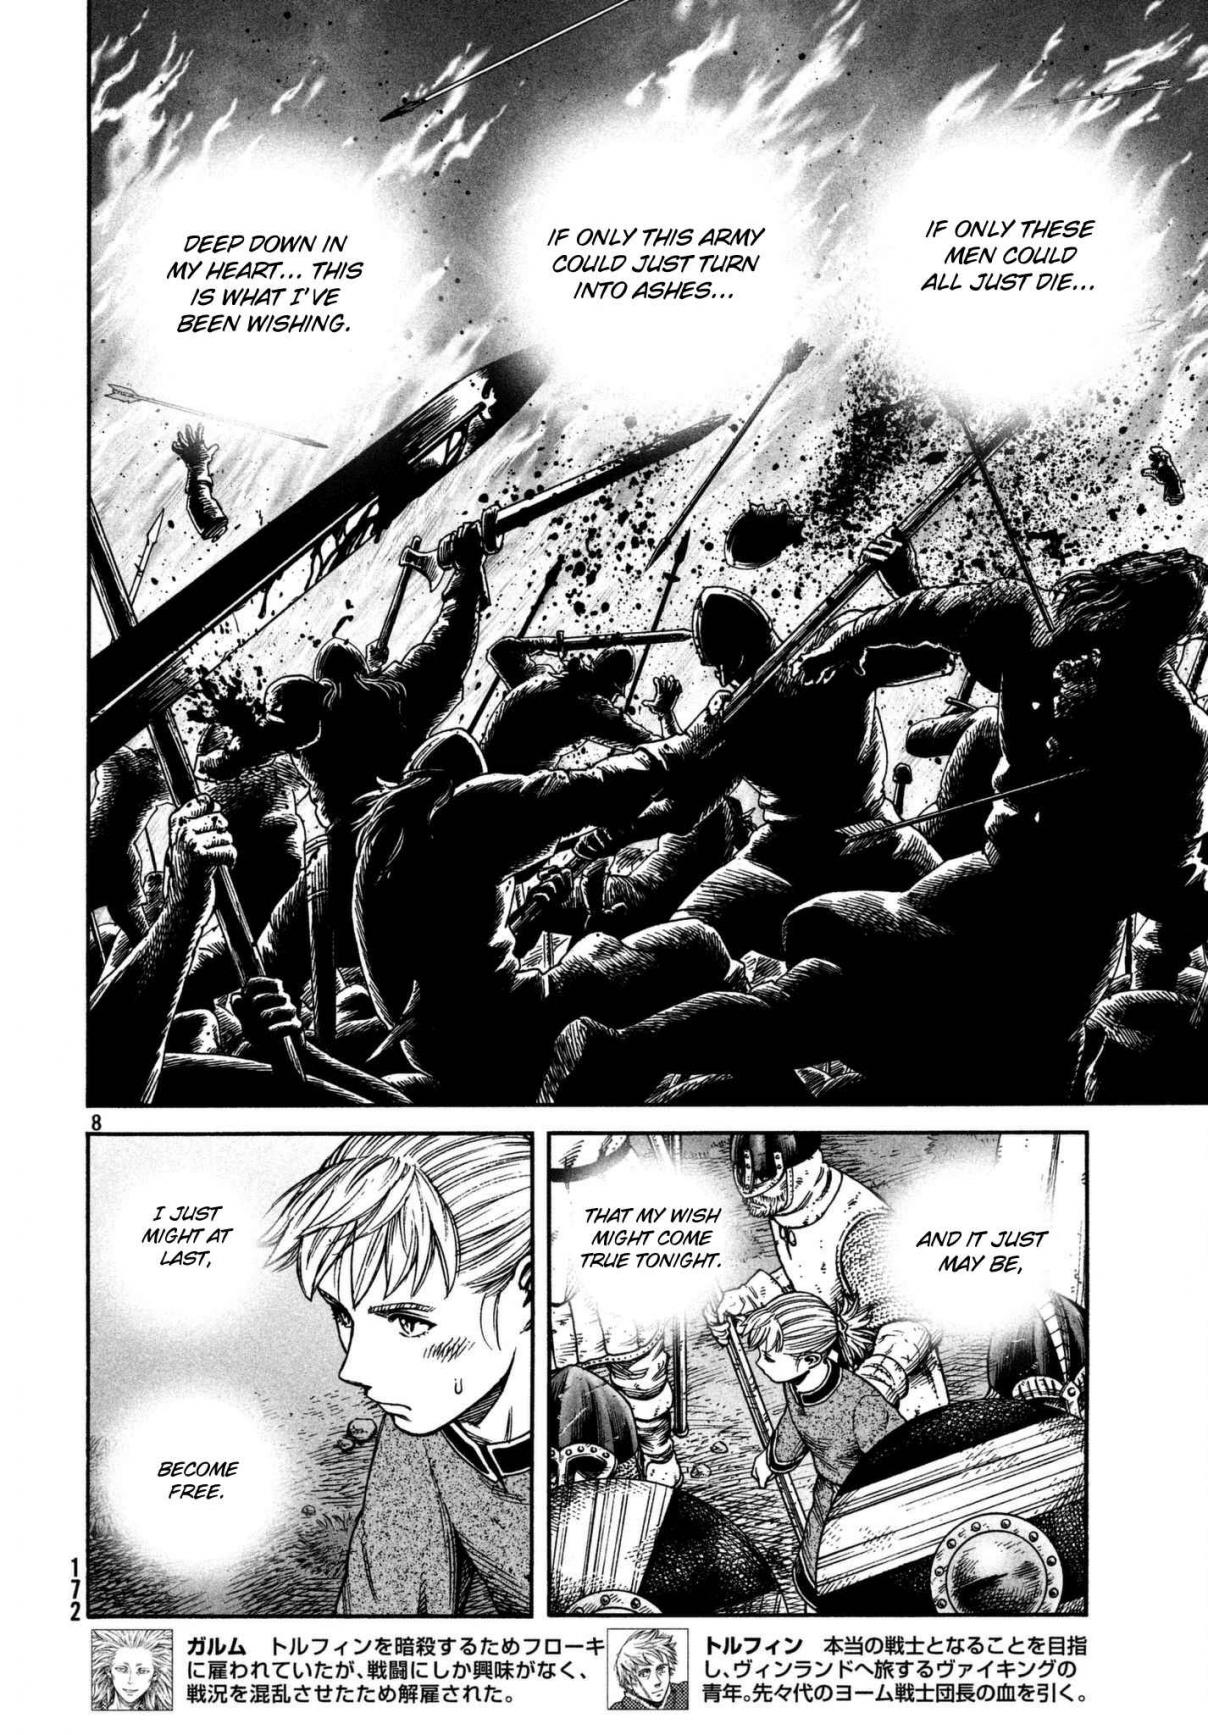 IF ONLY THESE
MEN COULD
ALL JUST DIE...
IF ONLY THIS ARMY
COULD JUST TURN
INTO ASHES...
DEEP DOWN IN
MY HEART... THIS
IS WHAT I'VE
BEEN WISHING.
8
AND IT JUST
MAY BE,
THAT MY WISH
MIGHT COME
TRUE TONIGHT.
I JUST
MIGHT AT
LAST,
BECOME
FREE.
172
トルフィン 本当の戦士となることを目指
し、ヴィンランドへ旅するヴァイキングの
青年。先々代のヨーム戦士団長の血を引く。
ガルム トルフィンを暗殺するためフローキ
に雇われていたが、戦闘にしか興味がなく、
戦況を混乱させたため解雇された。